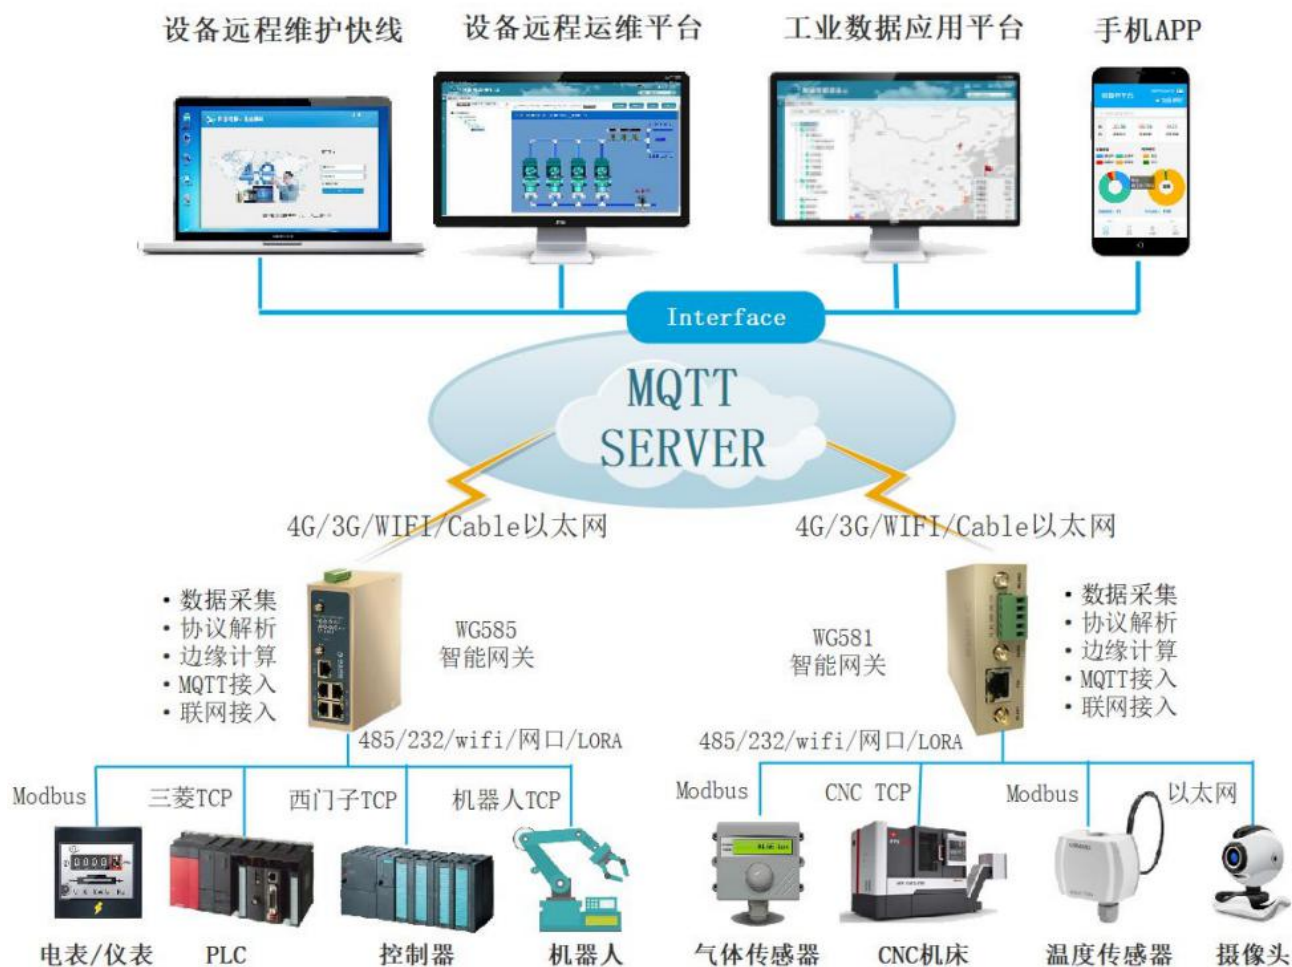 设备远程维护快线
设备远程运维平台
工业数据应用平台
手机APP
Interface
MQTT
SERVER
4G/3G/WIFI/Cable以太网
4G/3G/WIFI/Cable以太网
• 数据采集
• 协议解析
• 边缘计算
• MQTT接入
• 联网接入
WG585
智能网关
WG581
智能网关
• 数据采集
• 协议解析
• 边缘计算
• MQTT接入
• 联网接入
485/232/wifi/网口/LORA
485/232/wifi/网口/LORA
Modbus
三菱TCP
西门子TCP
机器人TCP
Modbus
CNC TCP
Modbus
以太网
电表/仪表
PLC
控制器
机器人
气体传感器
CNC机床
温度传感器
摄像头